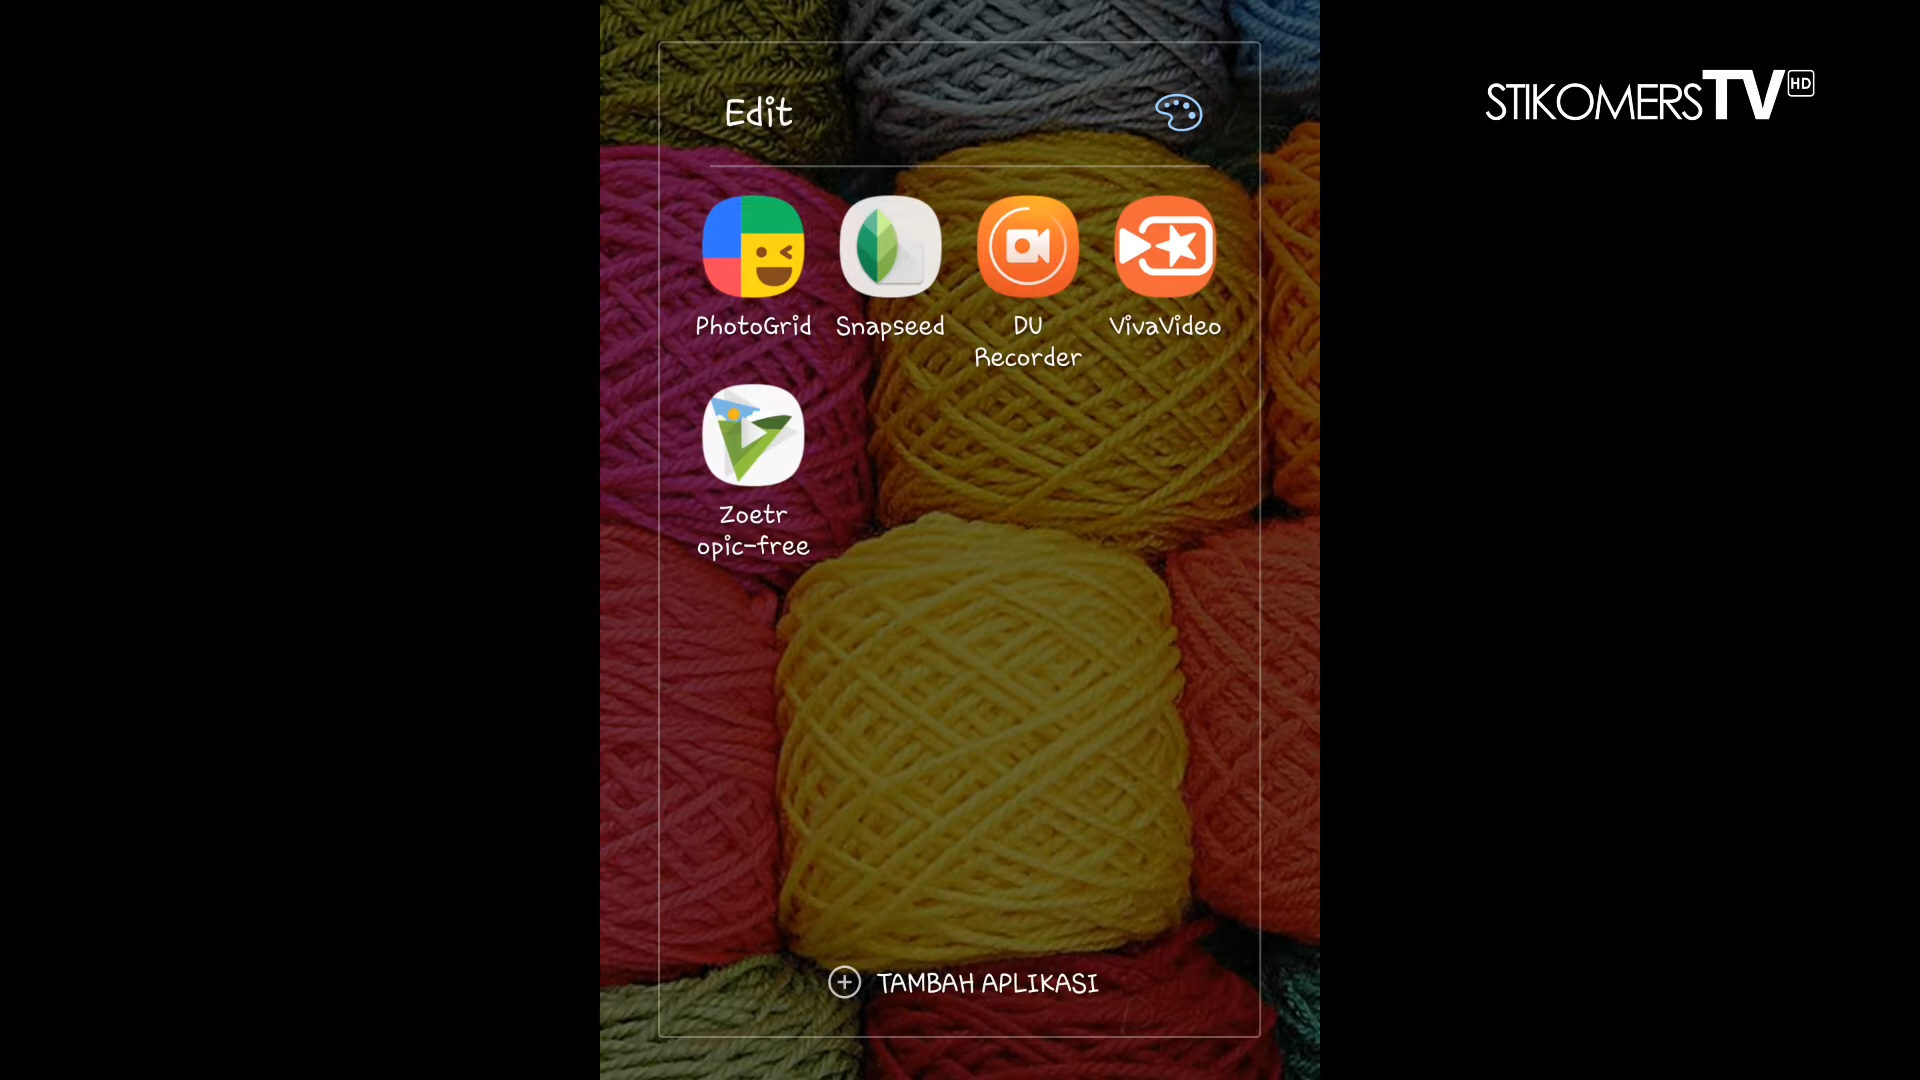 STIKOMERSTV HD
Edit
PhotoGrid
Snapseed
DU
Recorder
VivaVideo
Zoetr
opic-free
TAMBAH APLIKASI